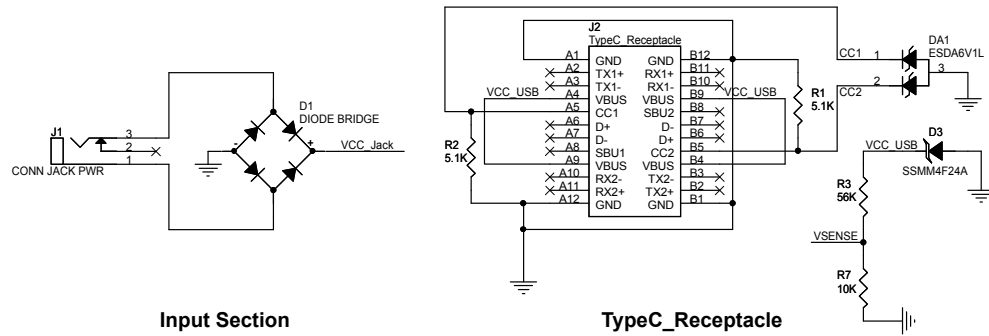 J1
CONN JACK PWR
3
2
1
D1
DIODE BRIDGE
-
+
VCC_Jack
Input Section
J2
TypeC_Receptacle
A1 GND GND B12
A2 TX1+ RX1+ B11
A3 TX1- RX1- B10
VCC_USB A4 VBUS VBUS B9 VCC_USB
A5 CC1 SBU2 B8
A6 D+ D- B7
A7 D- D+ B6
A8 SBU1 CC2 B5
A9 VBUS VBUS B4
A10 RX2- TX2- B3
A11 RX2+ TX2+ B2
A12 GND GND B1
R2
5.1K
R1
5.1K
CC1 1
CC2 2
3
DA1
ESDA6V1L
VCC_USB
D3
SSMM4F24A
R3
56K
VSENSE
R7
10K
TypeC_Receptacle